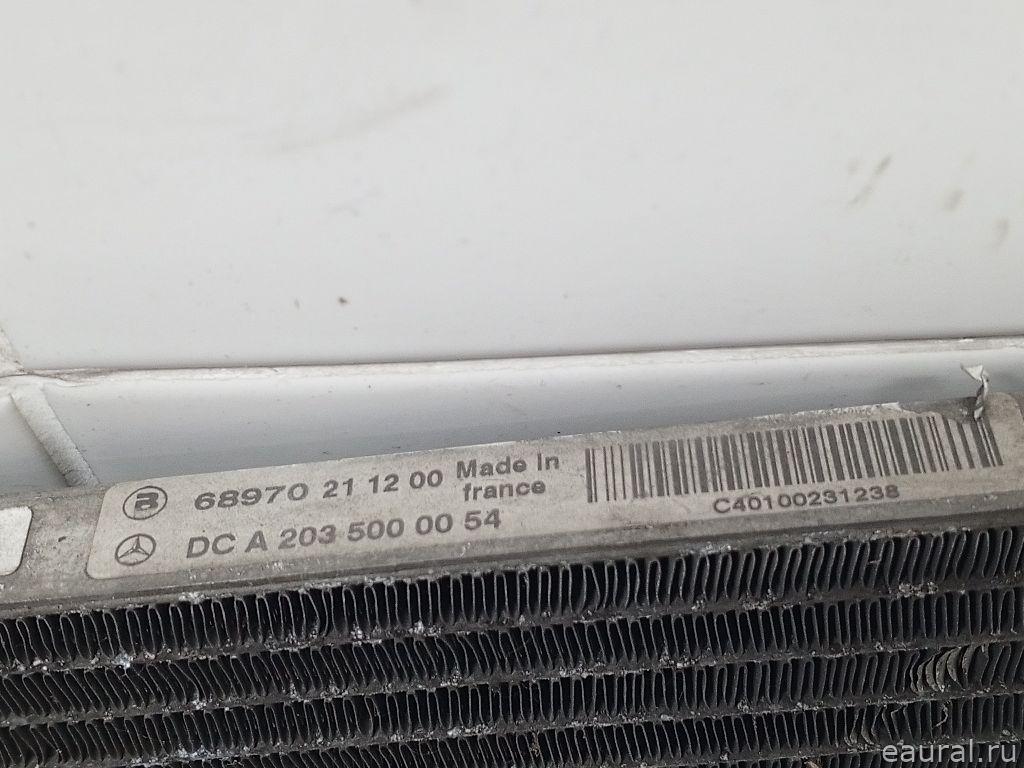 B 68970 21 12 00 Made In
france
DC A 203 500 00 54
C40100231238
eaural.ru